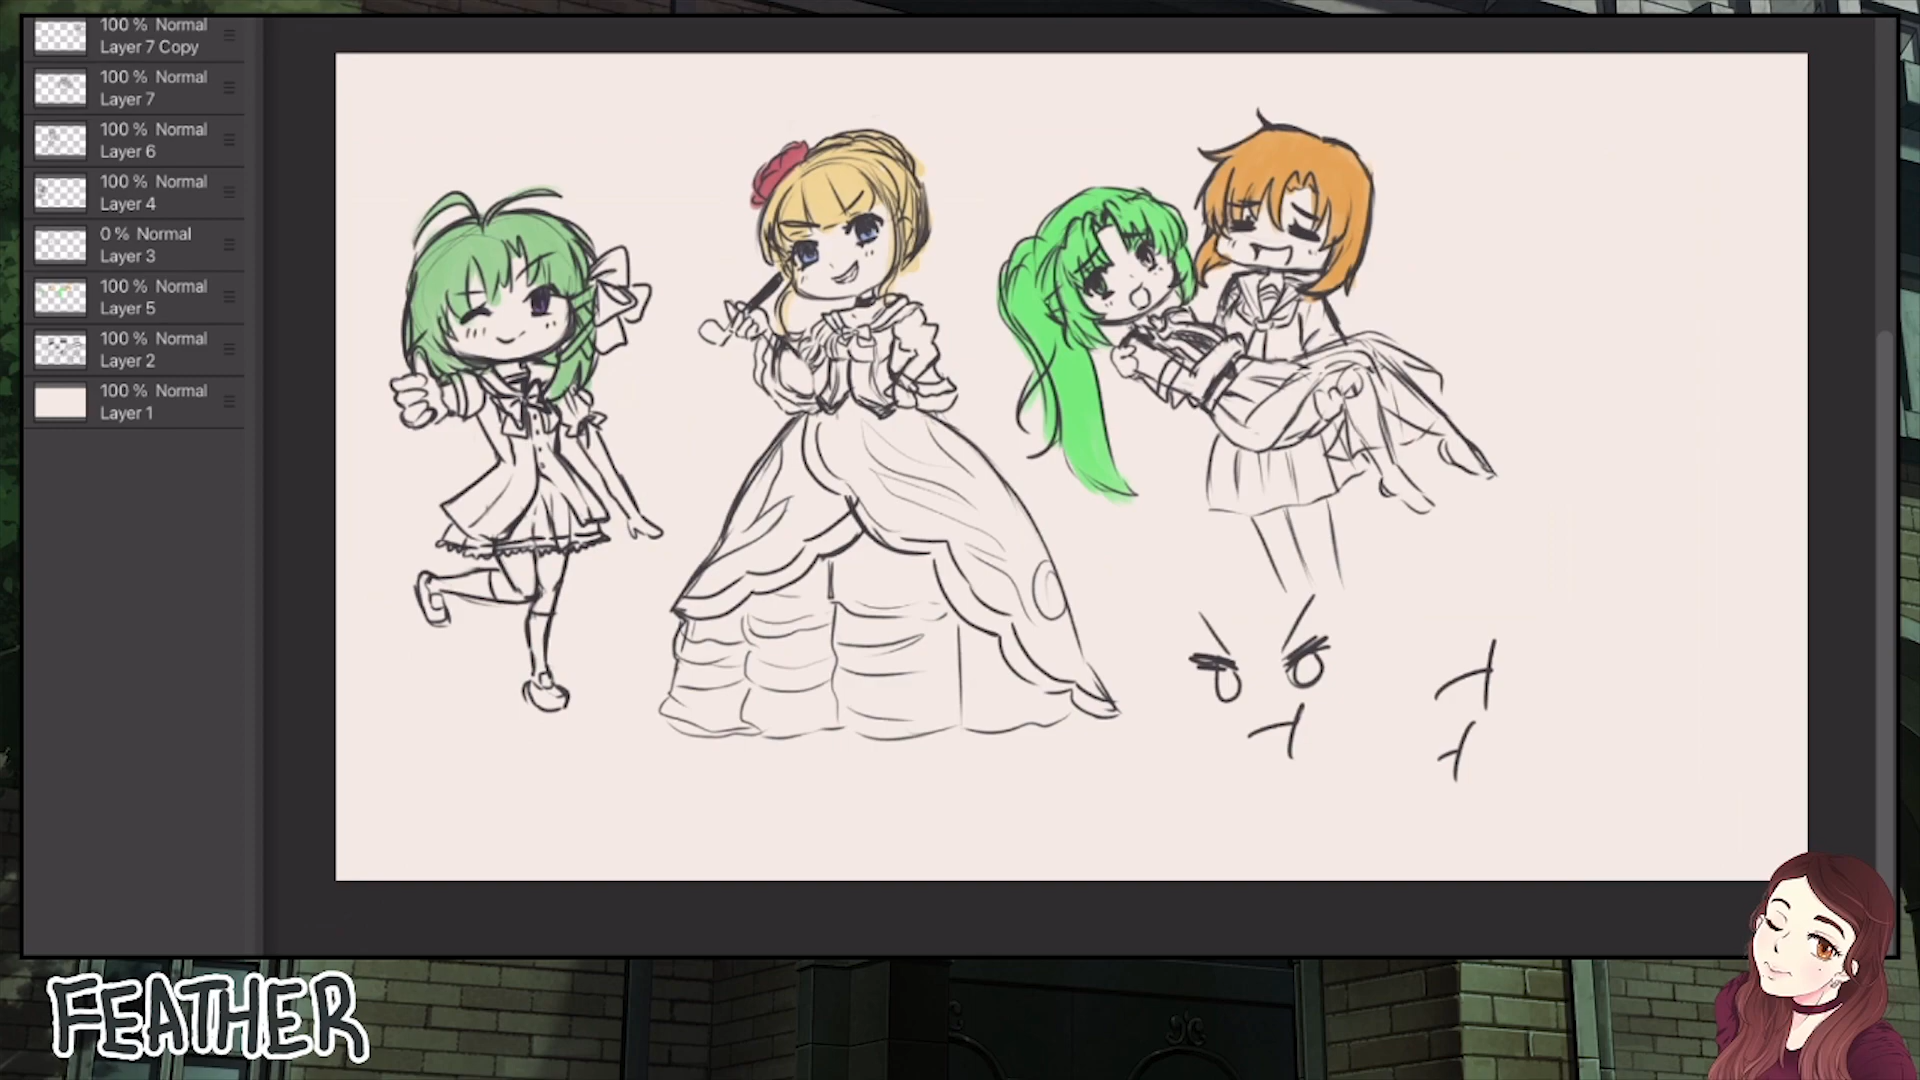 100 % Normal
Layer 7 Copy
100 % Normal
Layer 7
100 % Normal
Layer 6
100 % Normal
Layer 4
0 % Normal
Layer 3
100 % Normal
Layer 5
100 % Normal
Layer 2
100 % Normal
Layer 1
FEATHER